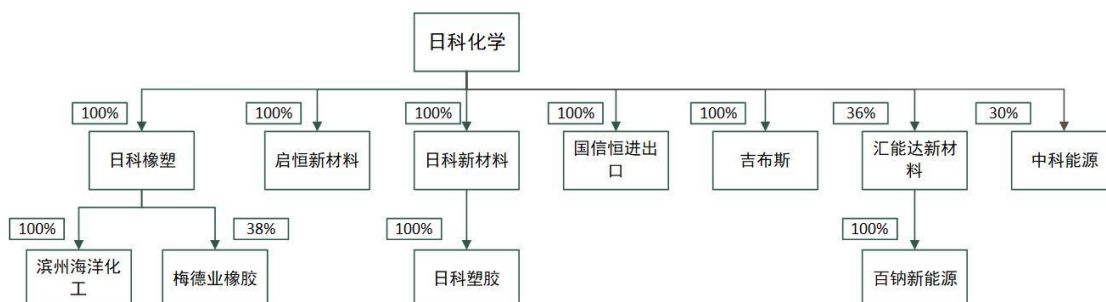 日科化学
100%
100%
100%
100%
100%
36%
30%
日科橡塑
启恒新材料
日科新材料
国信恒进出
口
吉布斯
汇能达新材
料
中科能源
100%
38%
100%
100%
滨州海洋化
工
梅德业橡胶
日科塑胶
百钠新能源